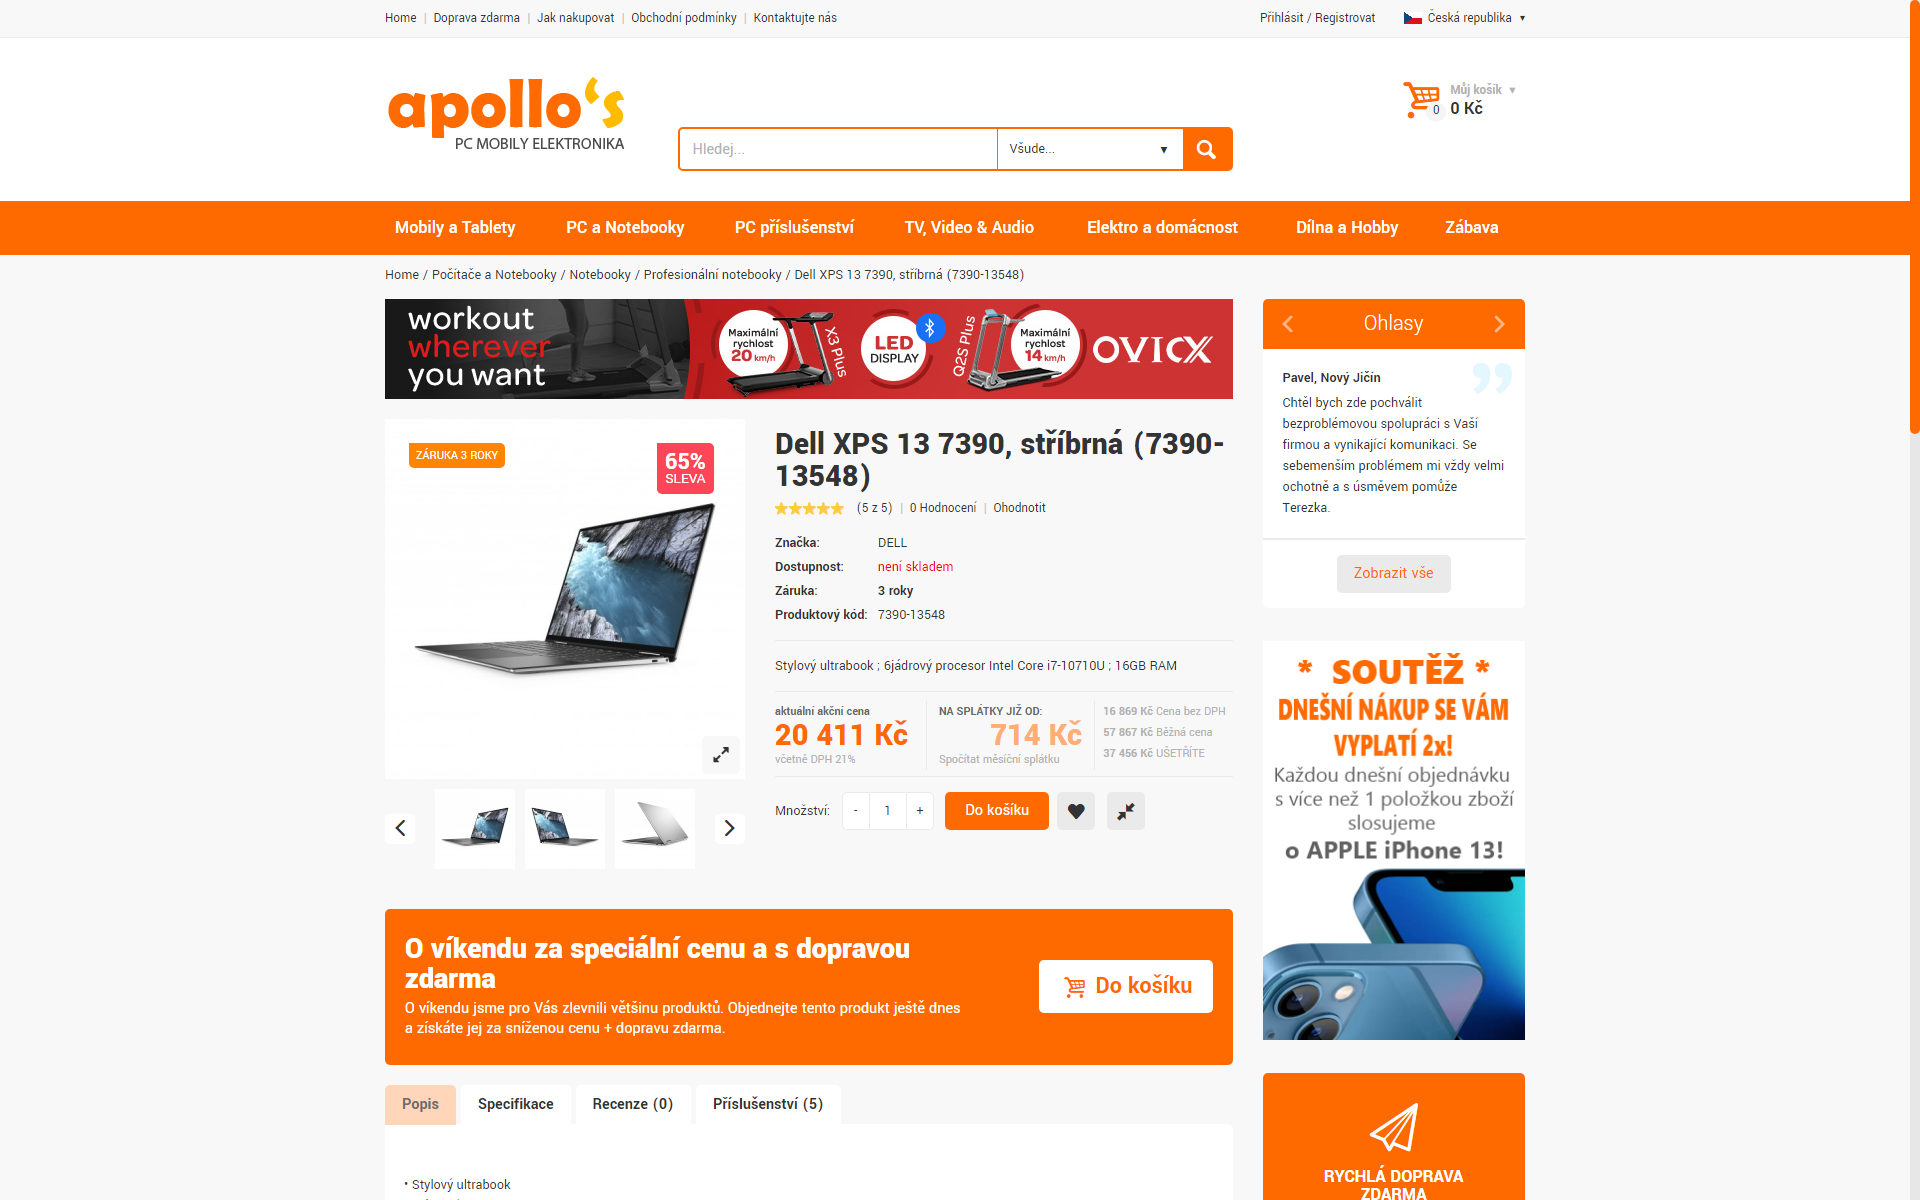 Home | Doprava zdarma | Jak nakupovat | Obchodní podmínky | Kontaktujte nás
Přihlásit / Registrovat
Česká republika ▾
apollo's
PC MOBILY ELEKTRONIKA
Hledej...
Všude...
Můj košík ▾
0
0 Kč
Mobily a Tablety
PC a Notebooky
PC příslušenství
TV, Video & Audio
Elektro a domácnost
Dílna a Hobby
Zábava
Home / Počítače a Notebooky / Notebooky / Profesionální notebooky / Dell XPS 13 7390, stříbrná (7390-13548)
workout
wherever
you want
Maximální
rychlost
20 km/h
X3 Plus
LED
DISPLAY
Q2S Plus
Maximální
rychlost
14 km/h
OVICX
ZÁRUKA 3 ROKY
65%
SLEVA
Dell XPS 13 7390, stříbrná (7390-
13548)
(5 z 5) | 0 Hodnocení | Ohodnotit
Značka: DELL
Dostupnost: není skladem
Záruka: 3 roky
Produktový kód: 7390-13548
Stylový ultrabook ; 6jádrový procesor Intel Core i7-10710U ; 16GB RAM
aktuální akční cena
20 411 Kč
včetně DPH 21%
NA SPLÁTKY JIŽ OD:
714 Kč
Spočítat měsíční splátku
16 869 Kč Cena bez DPH
57 867 Kč Běžná cena
37 456 Kč UŠETŘÍTE
Množství: - 1 + Do košíku
O víkendu za speciální cenu a s dopravou
zdarma
O víkendu jsme pro Vás zlevnili většinu produktů. Objednejte tento produkt ještě dnes
a získáte jej za sníženou cenu + dopravu zdarma.
Do košíku
Popis
Specifikace
Recenze (0)
Příslušenství (5)
• Stylový ultrabook
Ohlasy
Pavel, Nový Jičín
Chtěl bych zde pochválit
bezproblémovou spolupráci s Vaší
firmou a vynikající komunikaci. Se
sebemenším problémem mi vždy velmi
ochotně a s úsměvem pomůže
Terezka.
Zobrazit vše
* SOUTĚŽ *
DNEŠNÍ NÁKUP SE VÁM
VYPLATÍ 2x!
Každou dnešní objednávku
s více než 1 položkou zboží
slosujeme
o APPLE iPhone 13!
RYCHLÁ DOPRAVA
ZDARMA